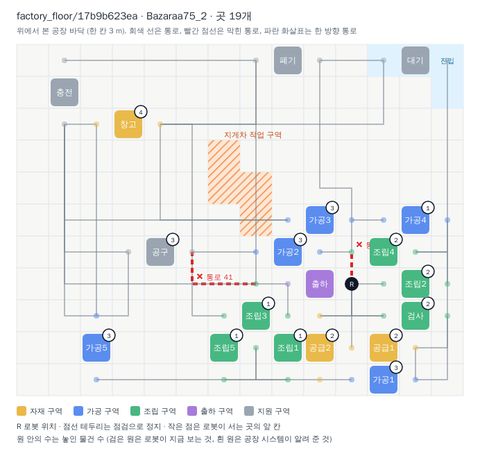 factory_floor/17b9b623ea · Bazaraa75_2 · 곳 19개
위에서 본 공장 바닥 (한 칸 3 m). 회색 선은 통로, 빨간 점선은 막힌 통로, 파란 화살표는 한 방향 통로
폐기
대기
충전
창고
4
지게차 작업 구역
가공3
3
가공4
1
공구
3
가공2
3
✖
조립4
2
✖ 통로 41
출하
R
조립2
2
조립3
1
검사
2
가공5
3
조립5
1
조립1
1
공급2
2
공급1
2
가공1
3
자재 구역
가공 구역
조립 구역
출하 구역
지원 구역
R 로봇 위치 · 점선 테두리는 점검으로 정지 · 작은 점은 로봇이 서는 곳의 앞 칸
원 안의 수는 놓인 물건 수 (검은 원은 로봇이 지금 보는 것, 흰 원은 공장 시스템이 알려 준 것)